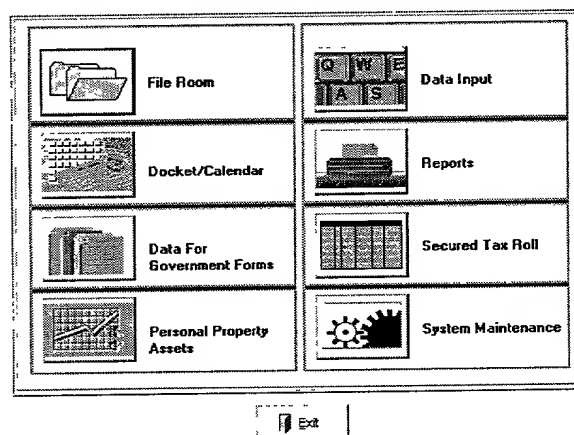 File Room
Q W E
A S
Data Input
Docket/Calendar
Reports
Data For
Government Forms
Secured Tax Roll
Personal Property
Assets
System Maintenance
Exit